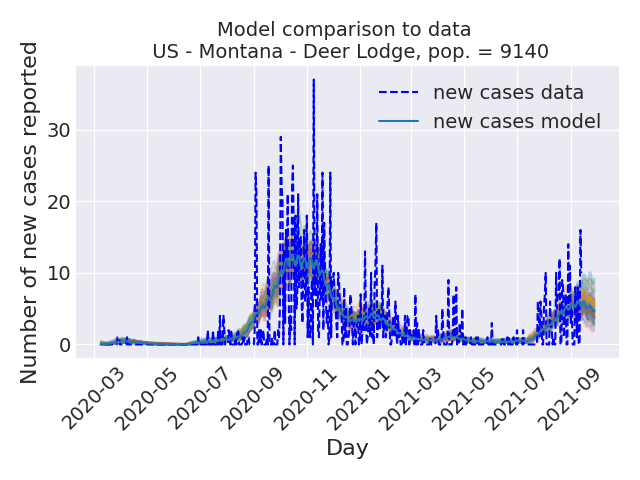 Model comparison to data
US - Montana - Deer Lodge, pop. = 9140
Number of new cases reported
30
20
10
0
new cases data
new cases model
2020-03
2020-05
2020-07
2020-09
2020-11
2021-01
2021-03
2021-05
2021-07
2021-09
Day